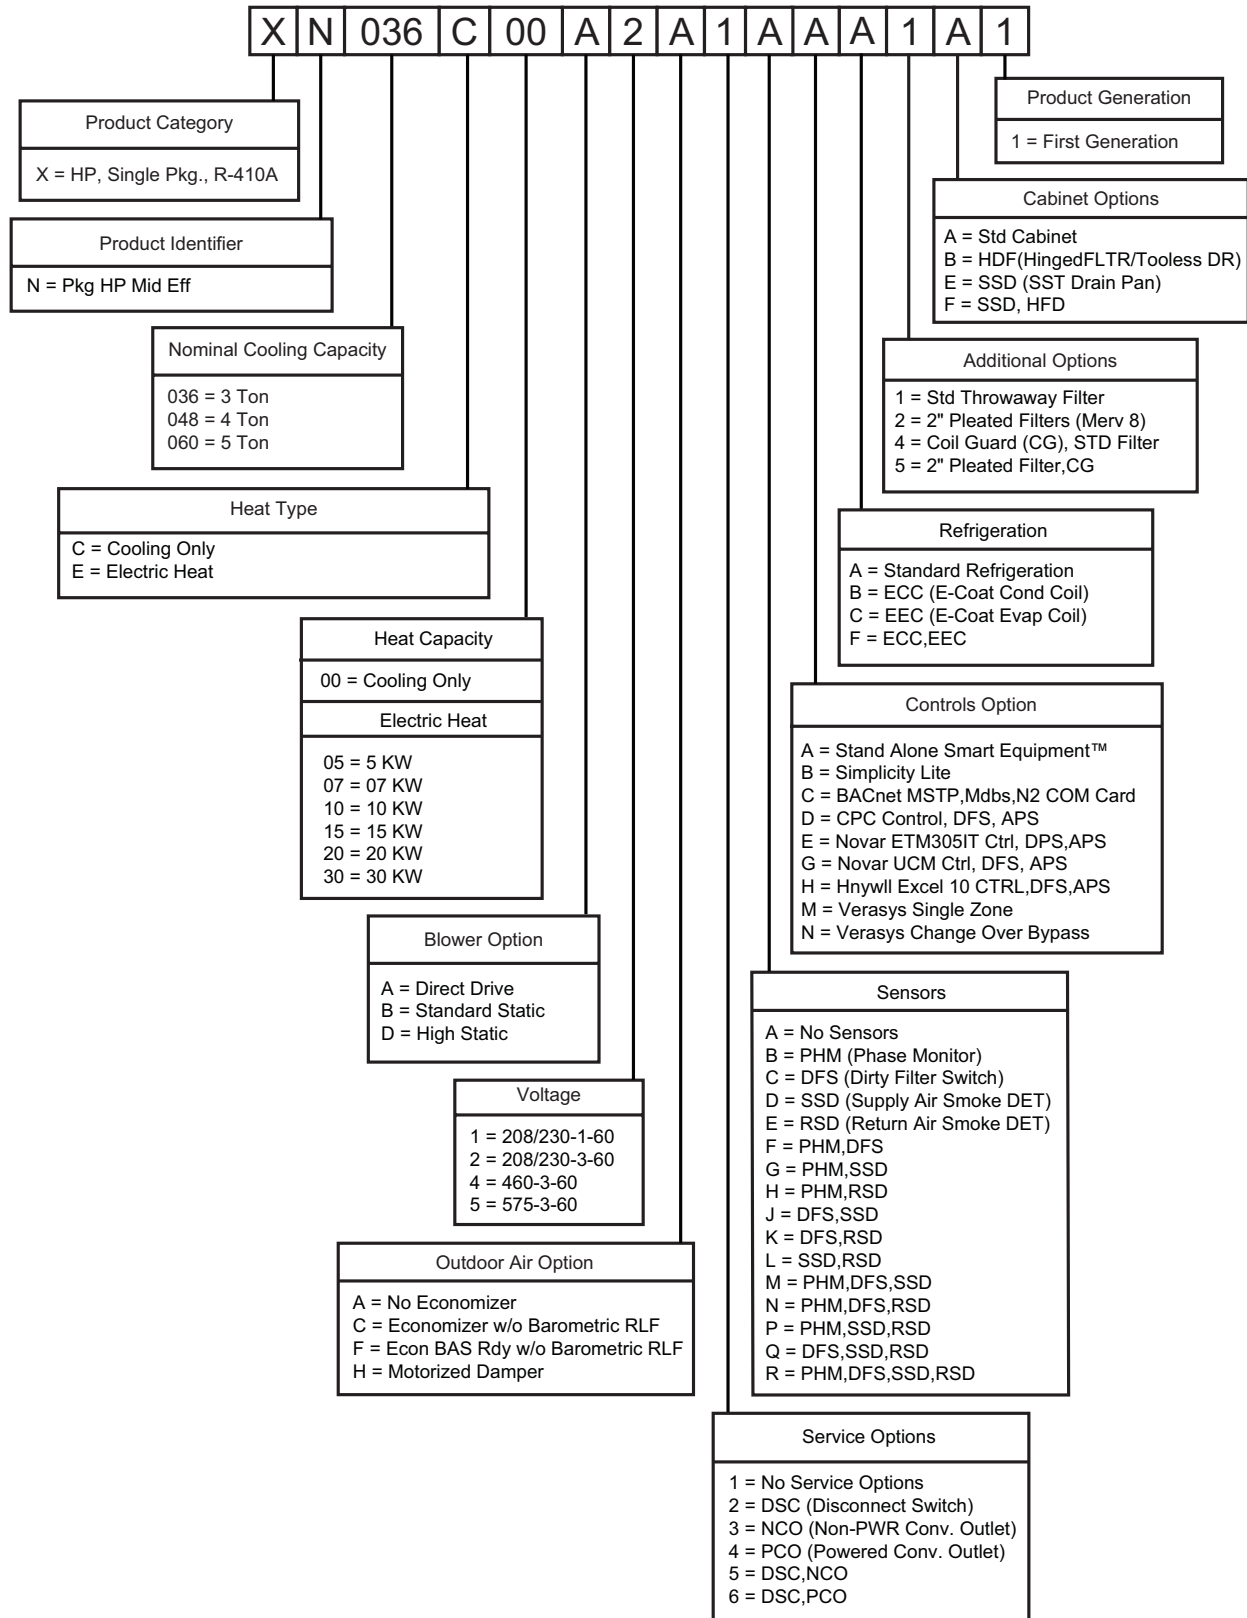 X N 036 C 00 A 2 A 1 A A A 1 A 1
Product Category
X = HP, Single Pkg., R-410A
Product Identifier
N = Pkg HP Mid Eff
Nominal Cooling Capacity
036 = 3 Ton
048 = 4 Ton
060 = 5 Ton
Heat Type
C = Cooling Only
E = Electric Heat
Heat Capacity
00 = Cooling Only
Electric Heat
05 = 5 KW
07 = 07 KW
10 = 10 KW
15 = 15 KW
20 = 20 KW
30 = 30 KW
Blower Option
A = Direct Drive
B = Standard Static
D = High Static
Voltage
1 = 208/230-1-60
2 = 208/230-3-60
4 = 460-3-60
5 = 575-3-60
Outdoor Air Option
A = No Economizer
C = Economizer w/o Barometric RLF
F = Econ BAS Rdy w/o Barometric RLF
H = Motorized Damper
Product Generation
1 = First Generation
Cabinet Options
A = Std Cabinet
B = HDF(HingedFLTR/Tooless DR)
E = SSD (SST Drain Pan)
F = SSD, HFD
Additional Options
1 = Std Throwaway Filter
2 = 2" Pleated Filters (Merv 8)
4 = Coil Guard (CG), STD Filter
5 = 2" Pleated Filter,CG
Refrigeration
A = Standard Refrigeration
B = ECC (E-Coat Cond Coil)
C = EEC (E-Coat Evap Coil)
F = ECC,EEC
Controls Option
A = Stand Alone Smart Equipment™
B = Simplicity Lite
C = BACnet MSTP,Mdbs,N2 COM Card
D = CPC Control, DFS, APS
E = Novar ETM305IT Ctrl, DPS,APS
G = Novar UCM Ctrl, DFS, APS
H = Hnywll Excel 10 CTRL,DFS,APS
M = Verasys Single Zone
N = Verasys Change Over Bypass
Sensors
A = No Sensors
B = PHM (Phase Monitor)
C = DFS (Dirty Filter Switch)
D = SSD (Supply Air Smoke DET)
E = RSD (Return Air Smoke DET)
F = PHM,DFS
G = PHM,SSD
H = PHM,RSD
J = DFS,SSD
K = DFS,RSD
L = SSD,RSD
M = PHM,DFS,SSD
N = PHM,DFS,RSD
P = PHM,SSD,RSD
Q = DFS,SSD,RSD
R = PHM,DFS,SSD,RSD
Service Options
1 = No Service Options
2 = DSC (Disconnect Switch)
3 = NCO (Non-PWR Conv. Outlet)
4 = PCO (Powered Conv. Outlet)
5 = DSC,NCO
6 = DSC,PCO